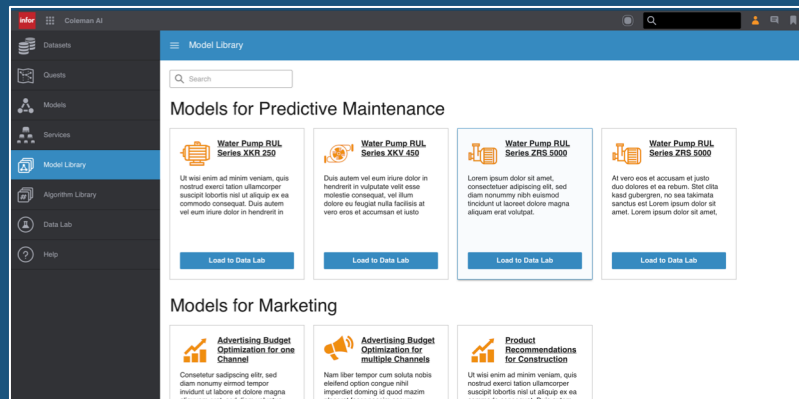 infor
Coleman AI
Datasets
Quests
Models
Services
Model Library
Algorithm Library
Data Lab
Help
Model Library
Search
Models for Predictive Maintenance
Water Pump RUL
Series XKR 250
Ut wisi enim ad minim veniam, quis
nostrud exerci tation ullamcorper
suscipit lobortis nisl ut aliquip ex ea
commodo consequat. Duis autem
vel eum iriure dolor in hendrerit in
Load to Data Lab
Water Pump RUL
Series XKV 450
Duis autem vel eum iriure dolor in
hendrerit in vulputate velit esse
molestie consequat, vel illum
dolore eu feugiat nulla facilisis at
vero eros et accumsan et iusto
Load to Data Lab
Water Pump RUL
Series ZRS 5000
Lorem ipsum dolor sit amet,
consectetuer adipiscing elit, sed
diam nonummy nibh euismod
tincidunt ut laoreet dolore magna
aliquam erat volutpat.
Load to Data Lab
Water Pump RUL
Series ZRS 5000
At vero eos et accusam et justo
duo dolores et ea rebum. Stet clita
kasd gubergren, no sea takimata
sanctus est Lorem ipsum dolor sit
amet. Lorem ipsum dolor sit amet,
Load to Data Lab
Models for Marketing
Advertising Budget
Optimization for one
Channel
Consetetur sadipscing elitr, sed
diam nonumy eirmod tempor
invidunt ut labore et dolore magna
Advertising Budget
Optimization for
multiple Channels
Nam liber tempor cum soluta nobis
eleifend option congue nihil
imperdiet doming id quod mazim
Product
Recommendations
for Construction
Ut wisi enim ad minim veniam, quis
nostrud exerci tation ullamcorper
suscipit lobortis nisl ut aliquip ex ea